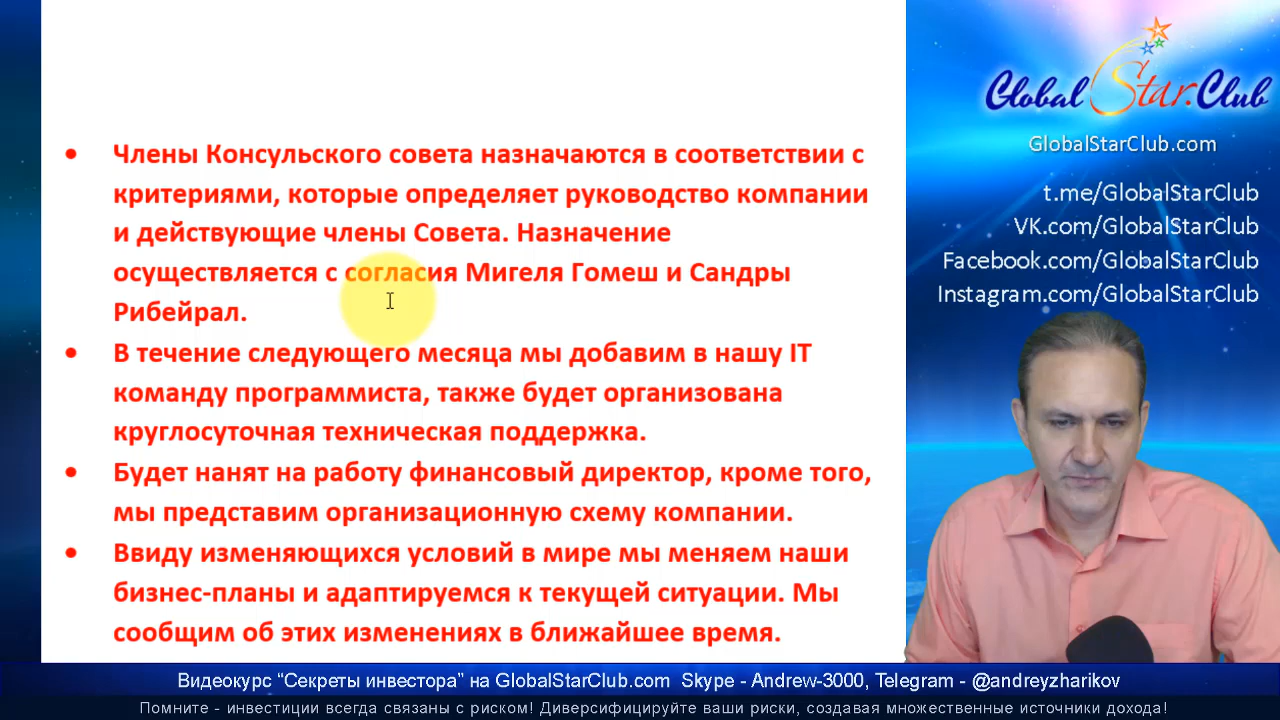 Члены Консульского совета назначаются в соответствии с
критериями, которые определяет руководство компании
и действующие члены Совета. Назначение
осуществляется с согласия Мигеля Гомеш и Сандры
Рибейрал.
В течение следующего месяца мы добавим в нашу IT
команду программиста, также будет организована
круглосуточная техническая поддержка.
Будет нанят на работу финансовый директор, кроме того,
мы представим организационную схему компании.
Ввиду изменяющихся условий в мире мы меняем наши
бизнес-планы и адаптируемся к текущей ситуации. Мы
сообщим об этих изменениях в ближайшее время.
Global Star.Club
GlobalStarClub.com
t.me/GlobalStarClub
VK.com/GlobalStarClub
Facebook.com/GlobalStarClub
Instagram.com/GlobalStarClub
Видеокурс “Секреты инвестора” на GlobalStarClub.com Skype - Andrew-3000, Telegram - @andreyzharikov
Помните - инвестиции всегда связаны с риском! Диверсифицируйте ваши риски, создавая множественные источники дохода!